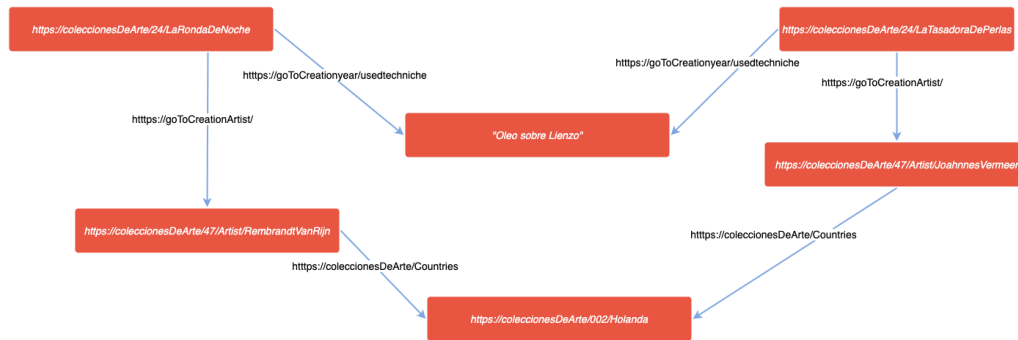 https://coleccionesDeArte/24/LaRondaDeNoche
https://coleccionesDeArte/24/LaTasadoraDePerlas
htttps://goToCreationyear/usedtechniche
htttps://goToCreationyear/usedtechniche
htttps://goToCreationArtist/
htttps://goToCreationArtist/
"Oleo sobre Llenzo"
https://coleccionesDeArte/47/Artist/JoahnnesVermeer
https://coleccionesDeArte/47/Artist/RembrandtVanRijn
htttps://coleccionesDeArte/Countries
htttps://coleccionesDeArte/Countries
https://coleccionesDeArte/002/Holanda